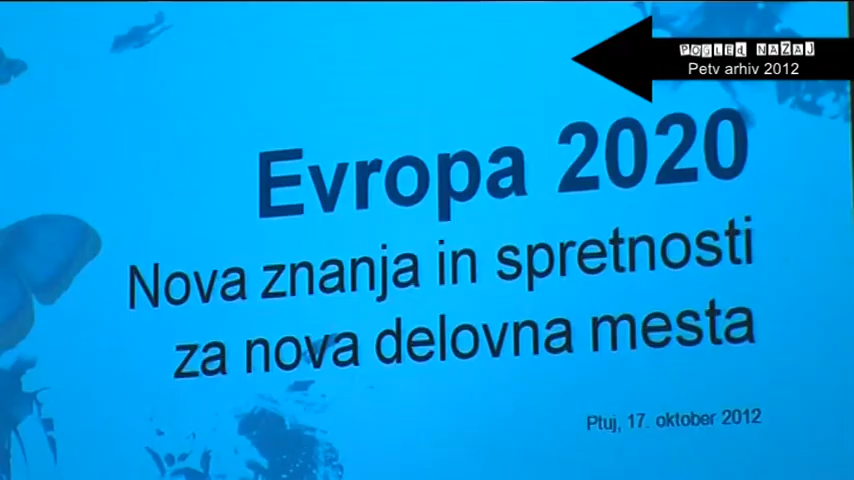 POGLEd NAZAJ
Petv arhiv 2012
Evropa 2020
Nova znanja in spretnosti
za nova delovna mesta
Ptuj, 17. oktober 2012